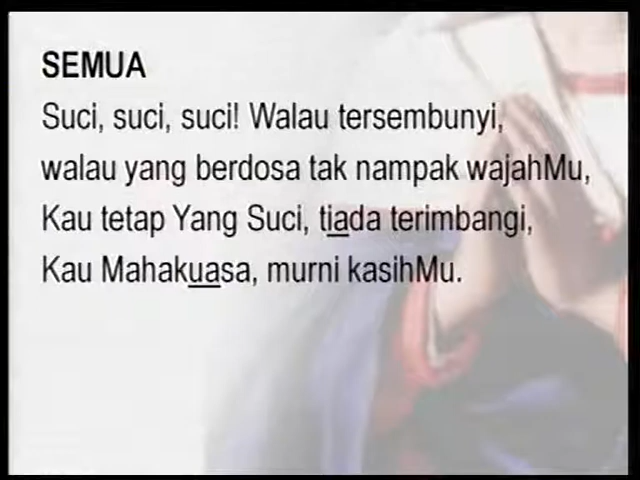 SEMUA
Suci, suci, suci! Walau tersembunyi,
walau yang berdosa tak nampak wajahMu,
Kau tetap Yang Suci, tiada terimbangi,
Kau Mahakuasa, murni kasihMu.